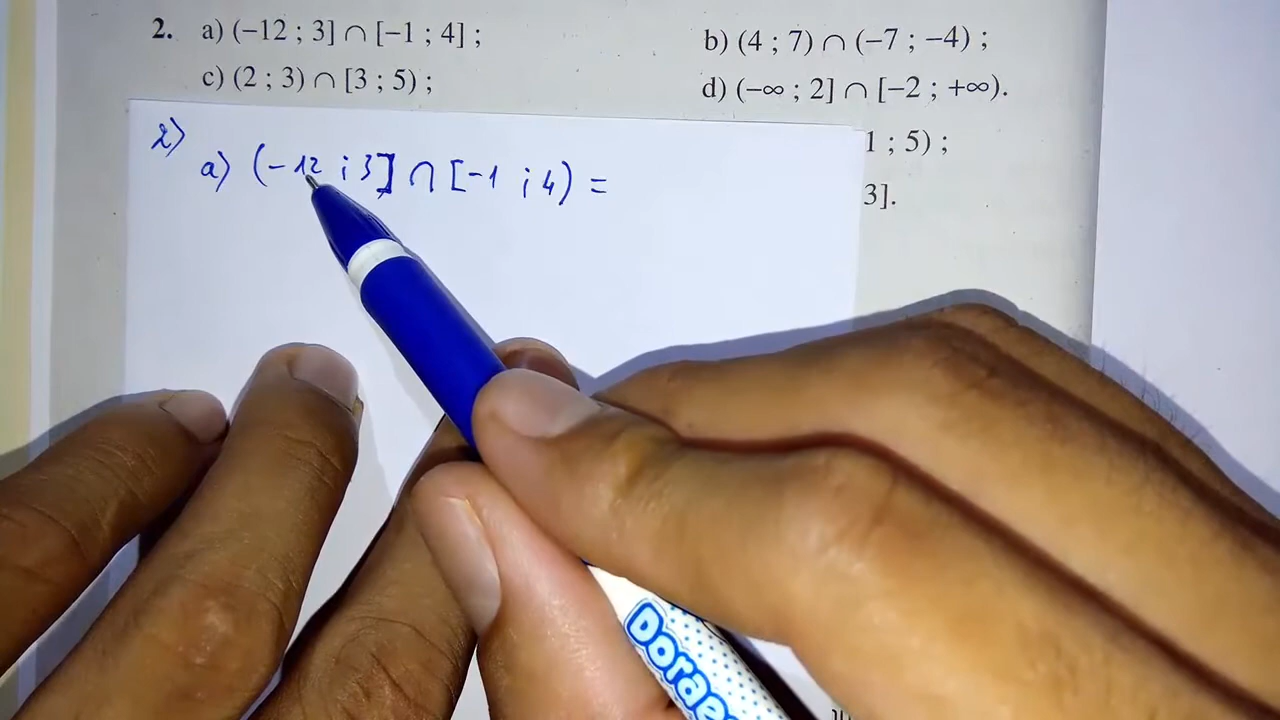 2. a) (−12 ; 3] ∩ [−1 ; 4] ; b) (4 ; 7) ∩ (−7 ; −4) ;
c) (2 ; 3) ∩ [3 ; 5) ; d) (−∞ ; 2] ∩ [−2 ; +∞).
1 ; 5) ;
3].
2)
a) (-12 ; 3] ∩ [-1 ; 4) =
Dorae